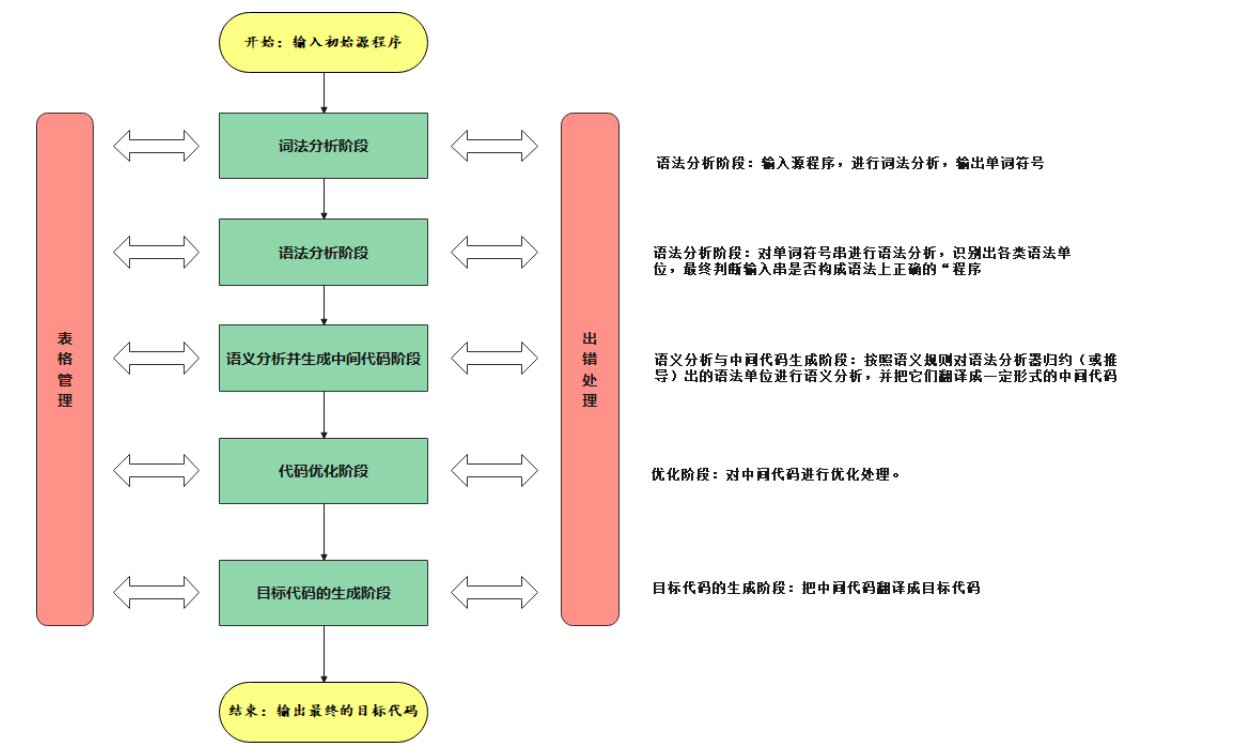 开始：输入初始源程序
词法分析阶段
语法分析阶段：输入源程序，进行词法分析，输出单词符号
语法分析阶段
语法分析阶段：对单词符号串进行语法分析，识别出各类语法单
位，最终判断输入串是否构成语法上正确的“程序
表
格
管
理
语义分析并生成中间代码阶段
出
错
处
理
语义分析与中间代码生成阶段：按照语义规则对语法分析器归约（或推
导）出的语法单位进行语义分析，并把它们翻译成一定形式的中间代码
代码优化阶段
优化阶段：对中间代码进行优化处理。
目标代码的生成阶段
目标代码的生成阶段：把中间代码翻译成目标代码
结束：输出最终的目标代码